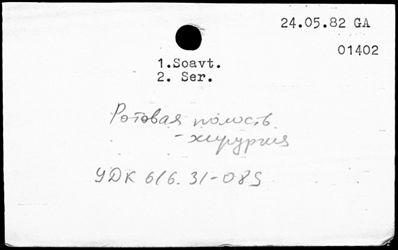 24.05.82 GA
01402
1.Soavt.
2. Ser.
Ротовая полость
-хирургия
УДК 616.31-089